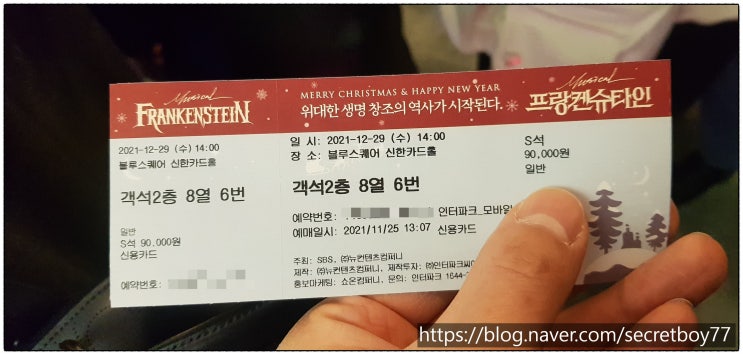 Musical
FRANKENSTEIN
2021-12-29 (수) 14:00
블루스퀘어 신한카드홀
객석2층 8열 6번
일반
S석 90,000원
신용카드
예약번호:
MERRY CHRISTMAS & HAPPY NEW YEAR
위대한 생명 창조의 역사가 시작된다.
일 시: 2021-12-29 (수) 14:00
장 소: 블루스퀘어 신한카드홀
객석2층 8열 6번
예약번호: 인터파크_모바일
예매일시: 2021/11/25 13:07 신용카드
주최: SBS, ㈜뉴컨텐츠컴퍼니
제작: ㈜뉴컨텐츠컴퍼니, 제작투자: ㈜인터파크씨어
홍보마케팅: 쇼온컴퍼니, 문의: 인터파크 1644-
Musical
프랑켄슈타인
S석
90,000원
일반
https://blog.naver.com/secretboy77